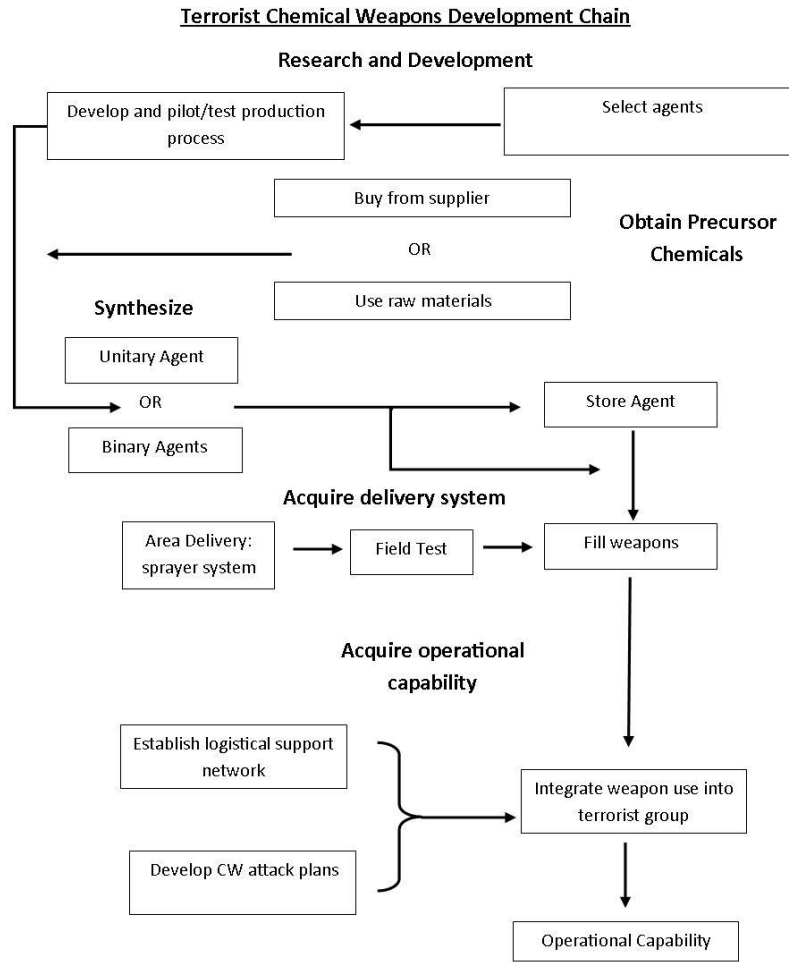 Terrorist Chemical Weapons Development Chain
Research and Development
Develop and pilot/test production
process
Select agents
Buy from supplier
OR
Use raw materials
Obtain Precursor
Chemicals
Synthesize
Unitary Agent
OR
Binary Agents
Store Agent
Acquire delivery system
Area Delivery:
sprayer system
Field Test
Fill weapons
Acquire operational
capability
Establish logistical support
network
Develop CW attack plans
Integrate weapon use into
terrorist group
Operational Capability